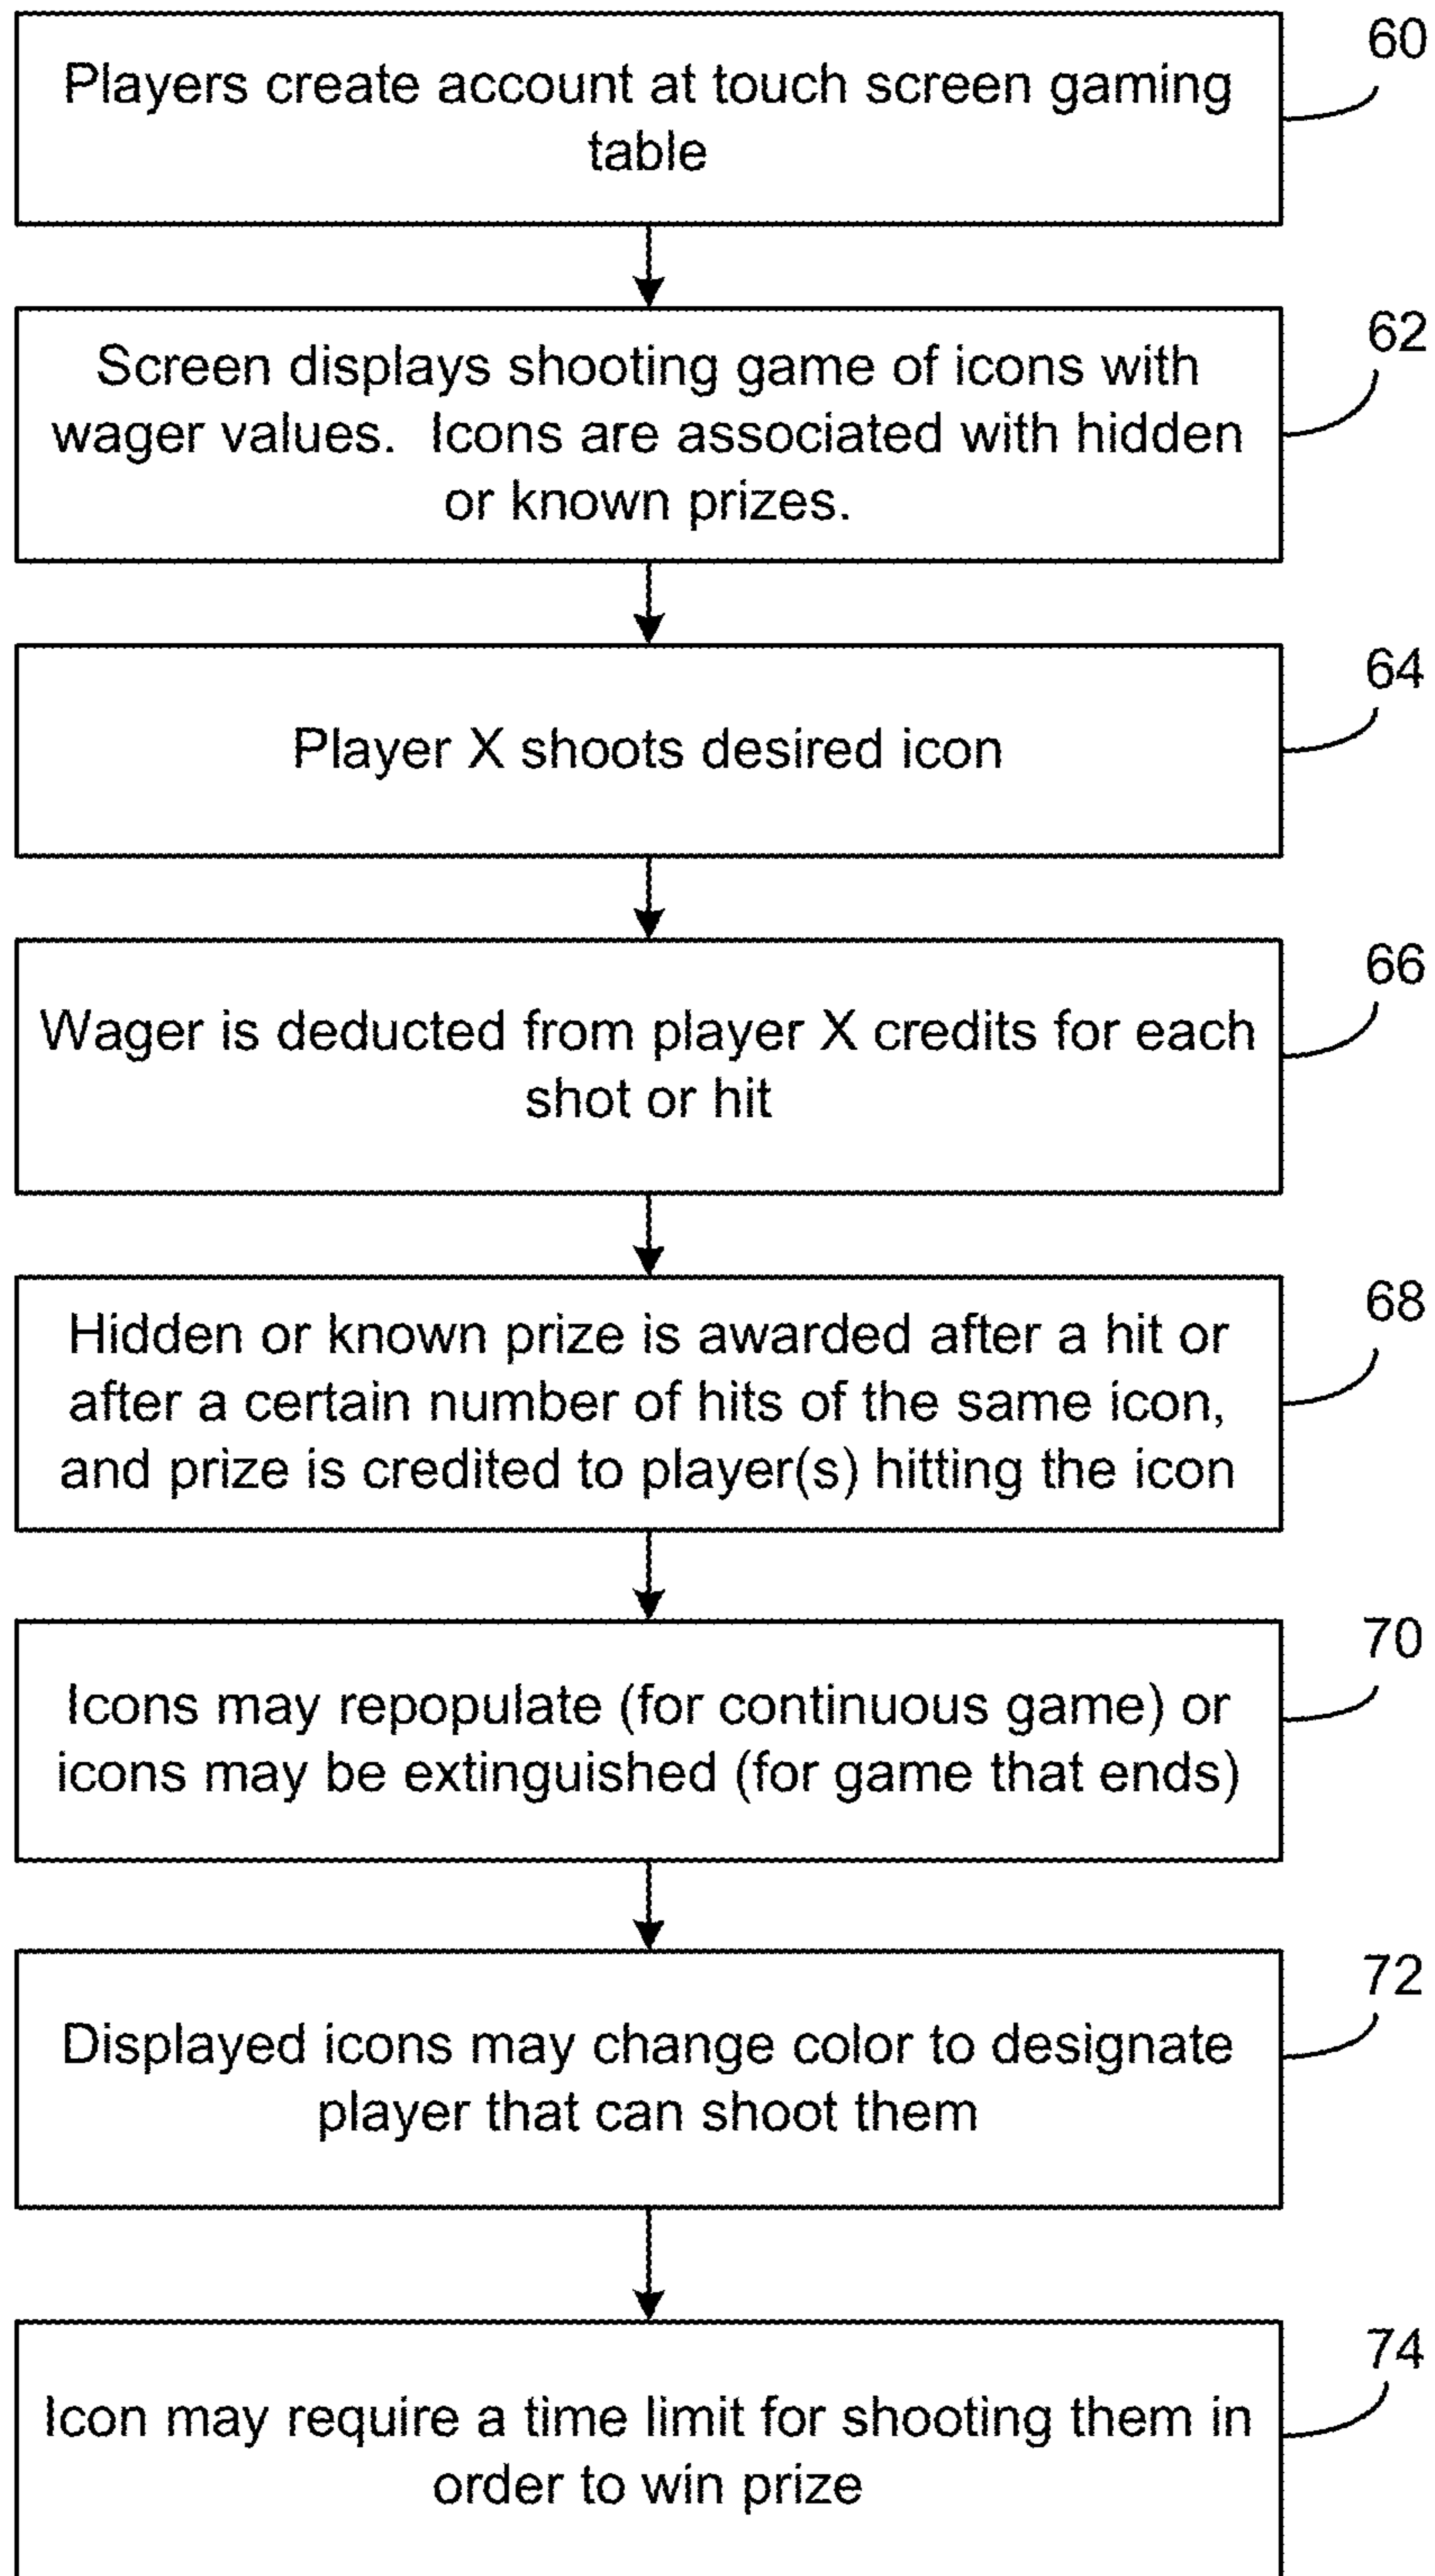 60
Players create account at touch screen gaming
table
62
Screen displays shooting game of icons with
wager values.  Icons are associated with hidden
or known prizes.
64
Player X shoots desired icon
66
Wager is deducted from player X credits for each
shot or hit
68
Hidden or known prize is awarded after a hit or
after a certain number of hits of the same icon,
and prize is credited to player(s) hitting the icon
70
Icons may repopulate (for continuous game) or
icons may be extinguished (for game that ends)
72
Displayed icons may change color to designate
player that can shoot them
74
Icon may require a time limit for shooting them in
order to win prize